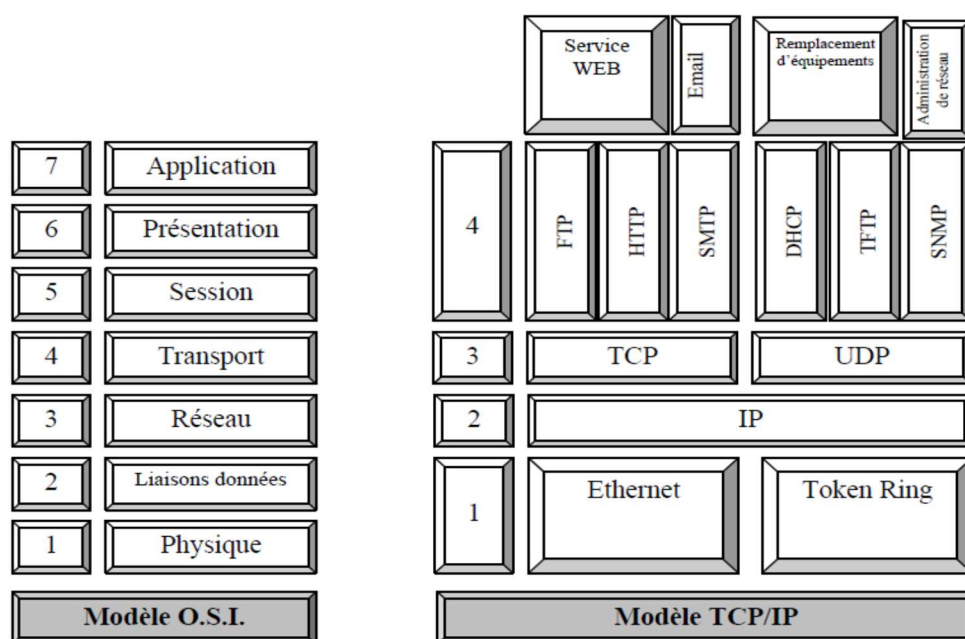 Service
WEB
Email
Remplacement
d'équipements
Administration
de réseau
7
Application
6
Présentation
5
Session
4
Transport
3
Réseau
2
Liaisons données
1
Physique
Modèle O.S.I.
4
FTP
HTTP
SMTP
DHCP
TFTP
SNMP
3
TCP
UDP
2
IP
1
Ethernet
Token Ring
Modèle TCP/IP